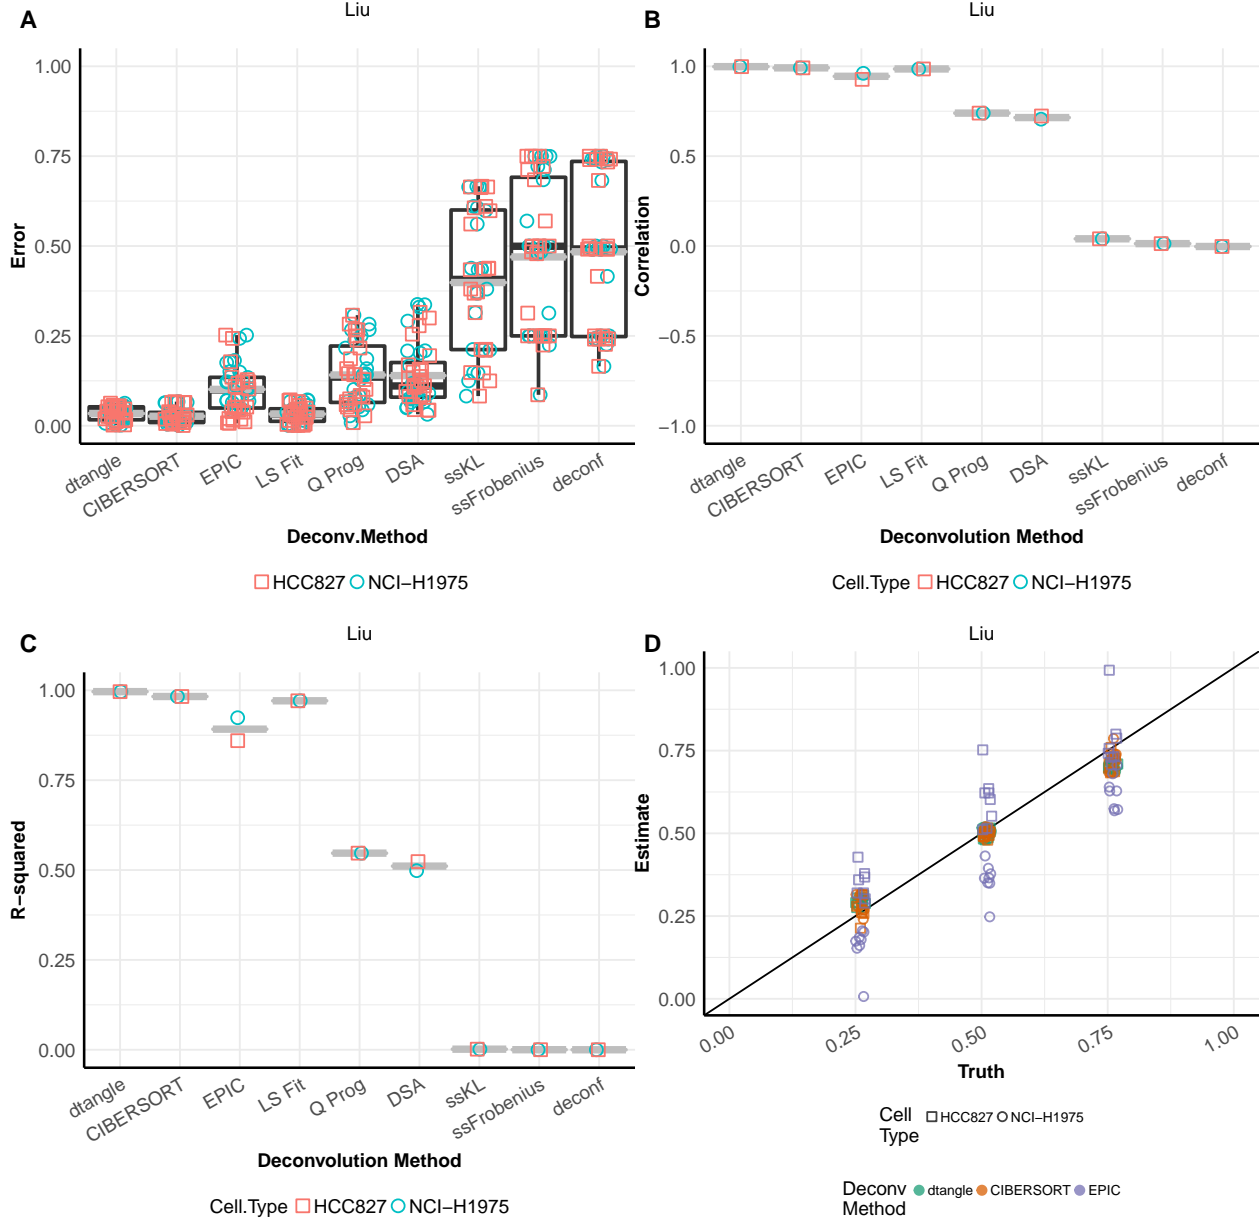 A
Liu
1.00
0.75
0.50
0.25
0.00
Error
dtangle
CIBERSORT
EPIC
LS Fit
Q Prog
DSA
ssKL
ssFrobenius
deconf
Deconv.Method
HCC827 NCI−H1975
B
Liu
1.0
0.5
0.0
−0.5
−1.0
Correlation
dtangle
CIBERSORT
EPIC
LS Fit
Q Prog
DSA
ssKL
ssFrobenius
deconf
Deconvolution Method
Cell.Type HCC827 NCI−H1975
C
Liu
1.00
0.75
0.50
0.25
0.00
R−squared
dtangle
CIBERSORT
EPIC
LS Fit
Q Prog
DSA
ssKL
ssFrobenius
deconf
Deconvolution Method
Cell.Type HCC827 NCI−H1975
D
Liu
1.00
0.75
0.50
0.25
0.00
Estimate
0.00
0.25
0.50
0.75
1.00
Truth
Cell
Type
HCC827 NCI−H1975
Deconv
Method
dtangle CIBERSORT EPIC